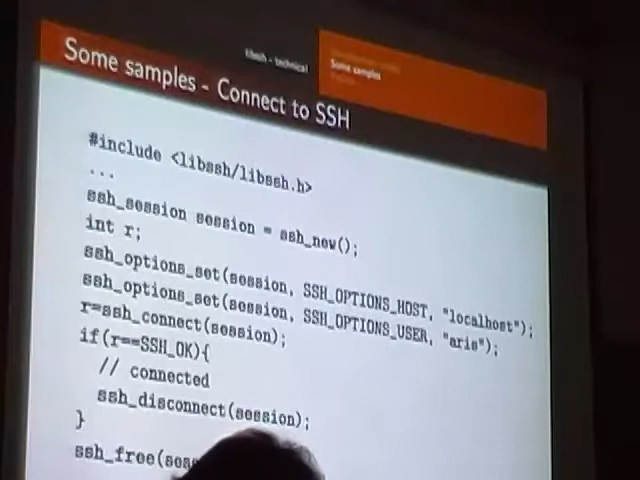 libssh - technical
Some samples
Some samples - Connect to SSH
#include <libssh/libssh.h>
...
ssh_session session = ssh_new();
int r;
ssh_options_set(session, SSH_OPTIONS_HOST, "localhost");
ssh_options_set(session, SSH_OPTIONS_USER, "aris");
r=ssh_connect(session);
if(r==SSH_OK){
// connected
ssh_disconnect(session);
}
ssh_free(